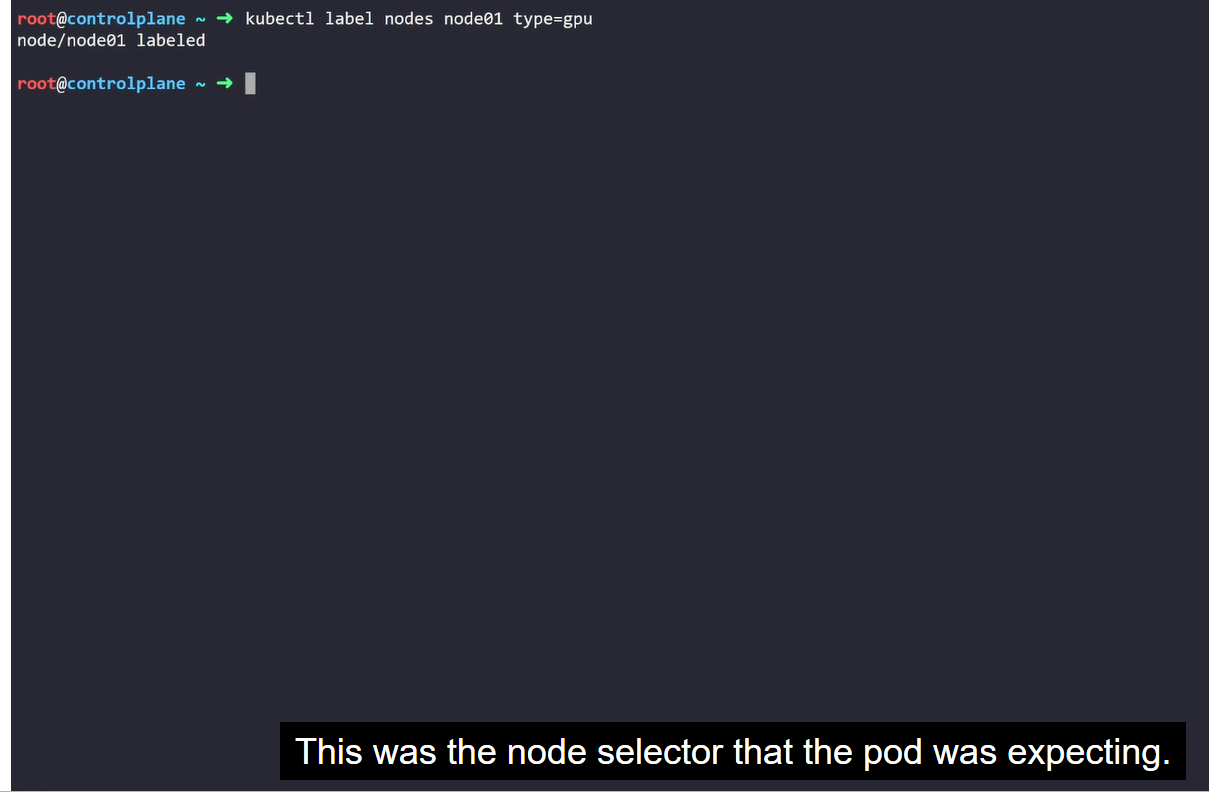 root@controlplane ~ ➜ kubectl label nodes node01 type=gpu
node/node01 labeled
root@controlplane ~ ➜
This was the node selector that the pod was expecting.